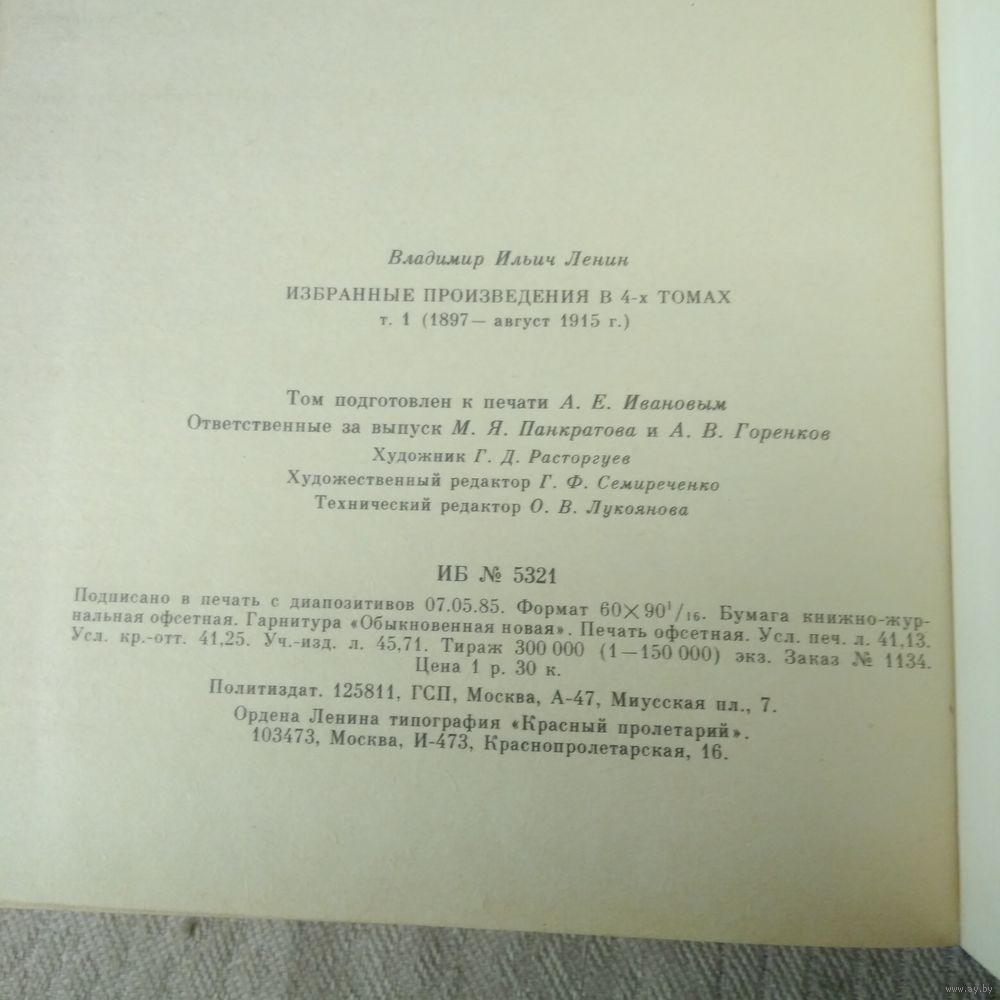 Владимир Ильич Ленин
ИЗБРАННЫЕ ПРОИЗВЕДЕНИЯ В 4-х ТОМАХ
т. 1 (1897— август 1915 г.)
Том подготовлен к печати А. Е. Ивановым
Ответственные за выпуск М. Я. Панкратова и А. В. Горенков
Художник Г. Д. Расторгуев
Художественный редактор Г. Ф. Семиреченко
Технический редактор О. В. Лукоянова
ИБ № 5321
Подписано в печать с диапозитивов 07.05.85. Формат 60×90¹/₁₆. Бумага книжно-жур-
нальная офсетная. Гарнитура «Обыкновенная новая». Печать офсетная. Усл. печ. л. 41,13.
Усл. кр.-отт. 41,25. Уч.-изд. л. 45,71. Тираж 300 000 (1—150 000) экз. Заказ № 1134.
Цена 1 р. 30 к.
Политиздат. 125811, ГСП, Москва, А-47, Миусская пл., 7.
Ордена Ленина типография «Красный пролетарий».
103473, Москва, И-473, Краснопролетарская, 16.
www.ay.by